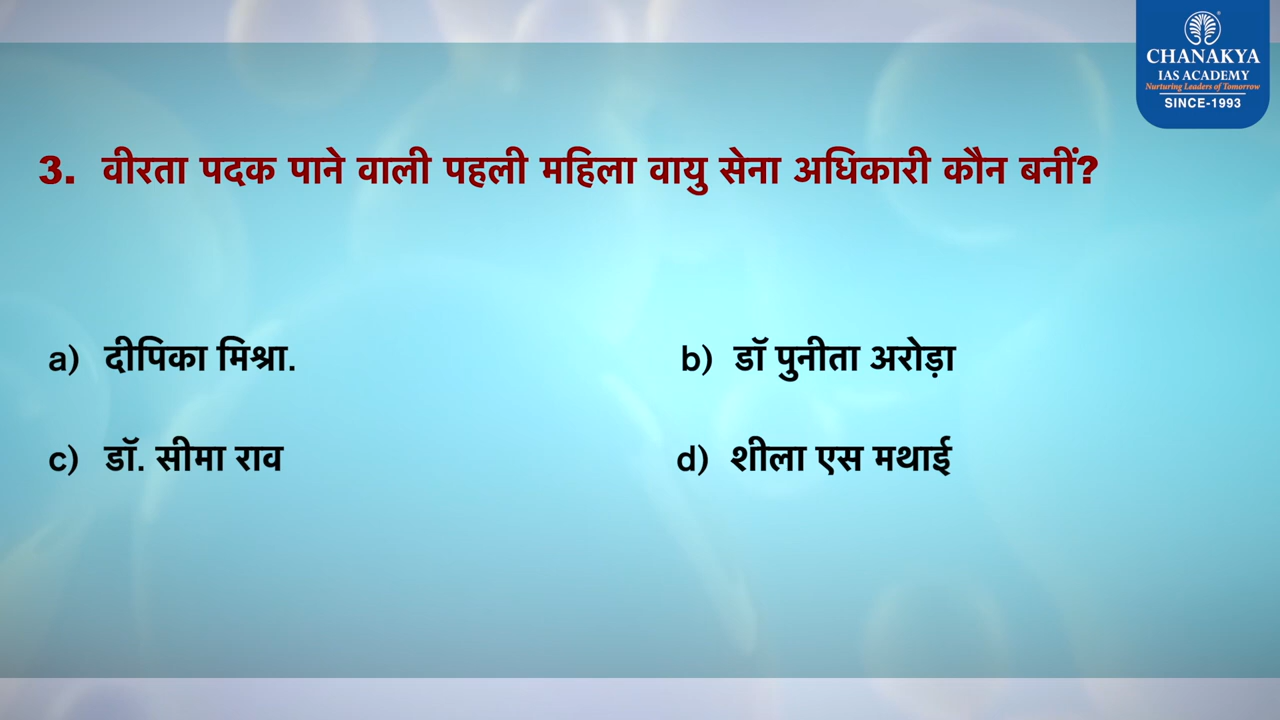 CHANAKYA
IAS ACADEMY
Nurturing Leaders of Tomorrow
SINCE-1993
3. वीरता पदक पाने वाली पहली महिला वायु सेना अधिकारी कौन बनीं?
a) दीपिका मिश्रा.
b) डॉ पुनीता अरोड़ा
c) डॉ. सीमा राव
d) शीला एस मथाई